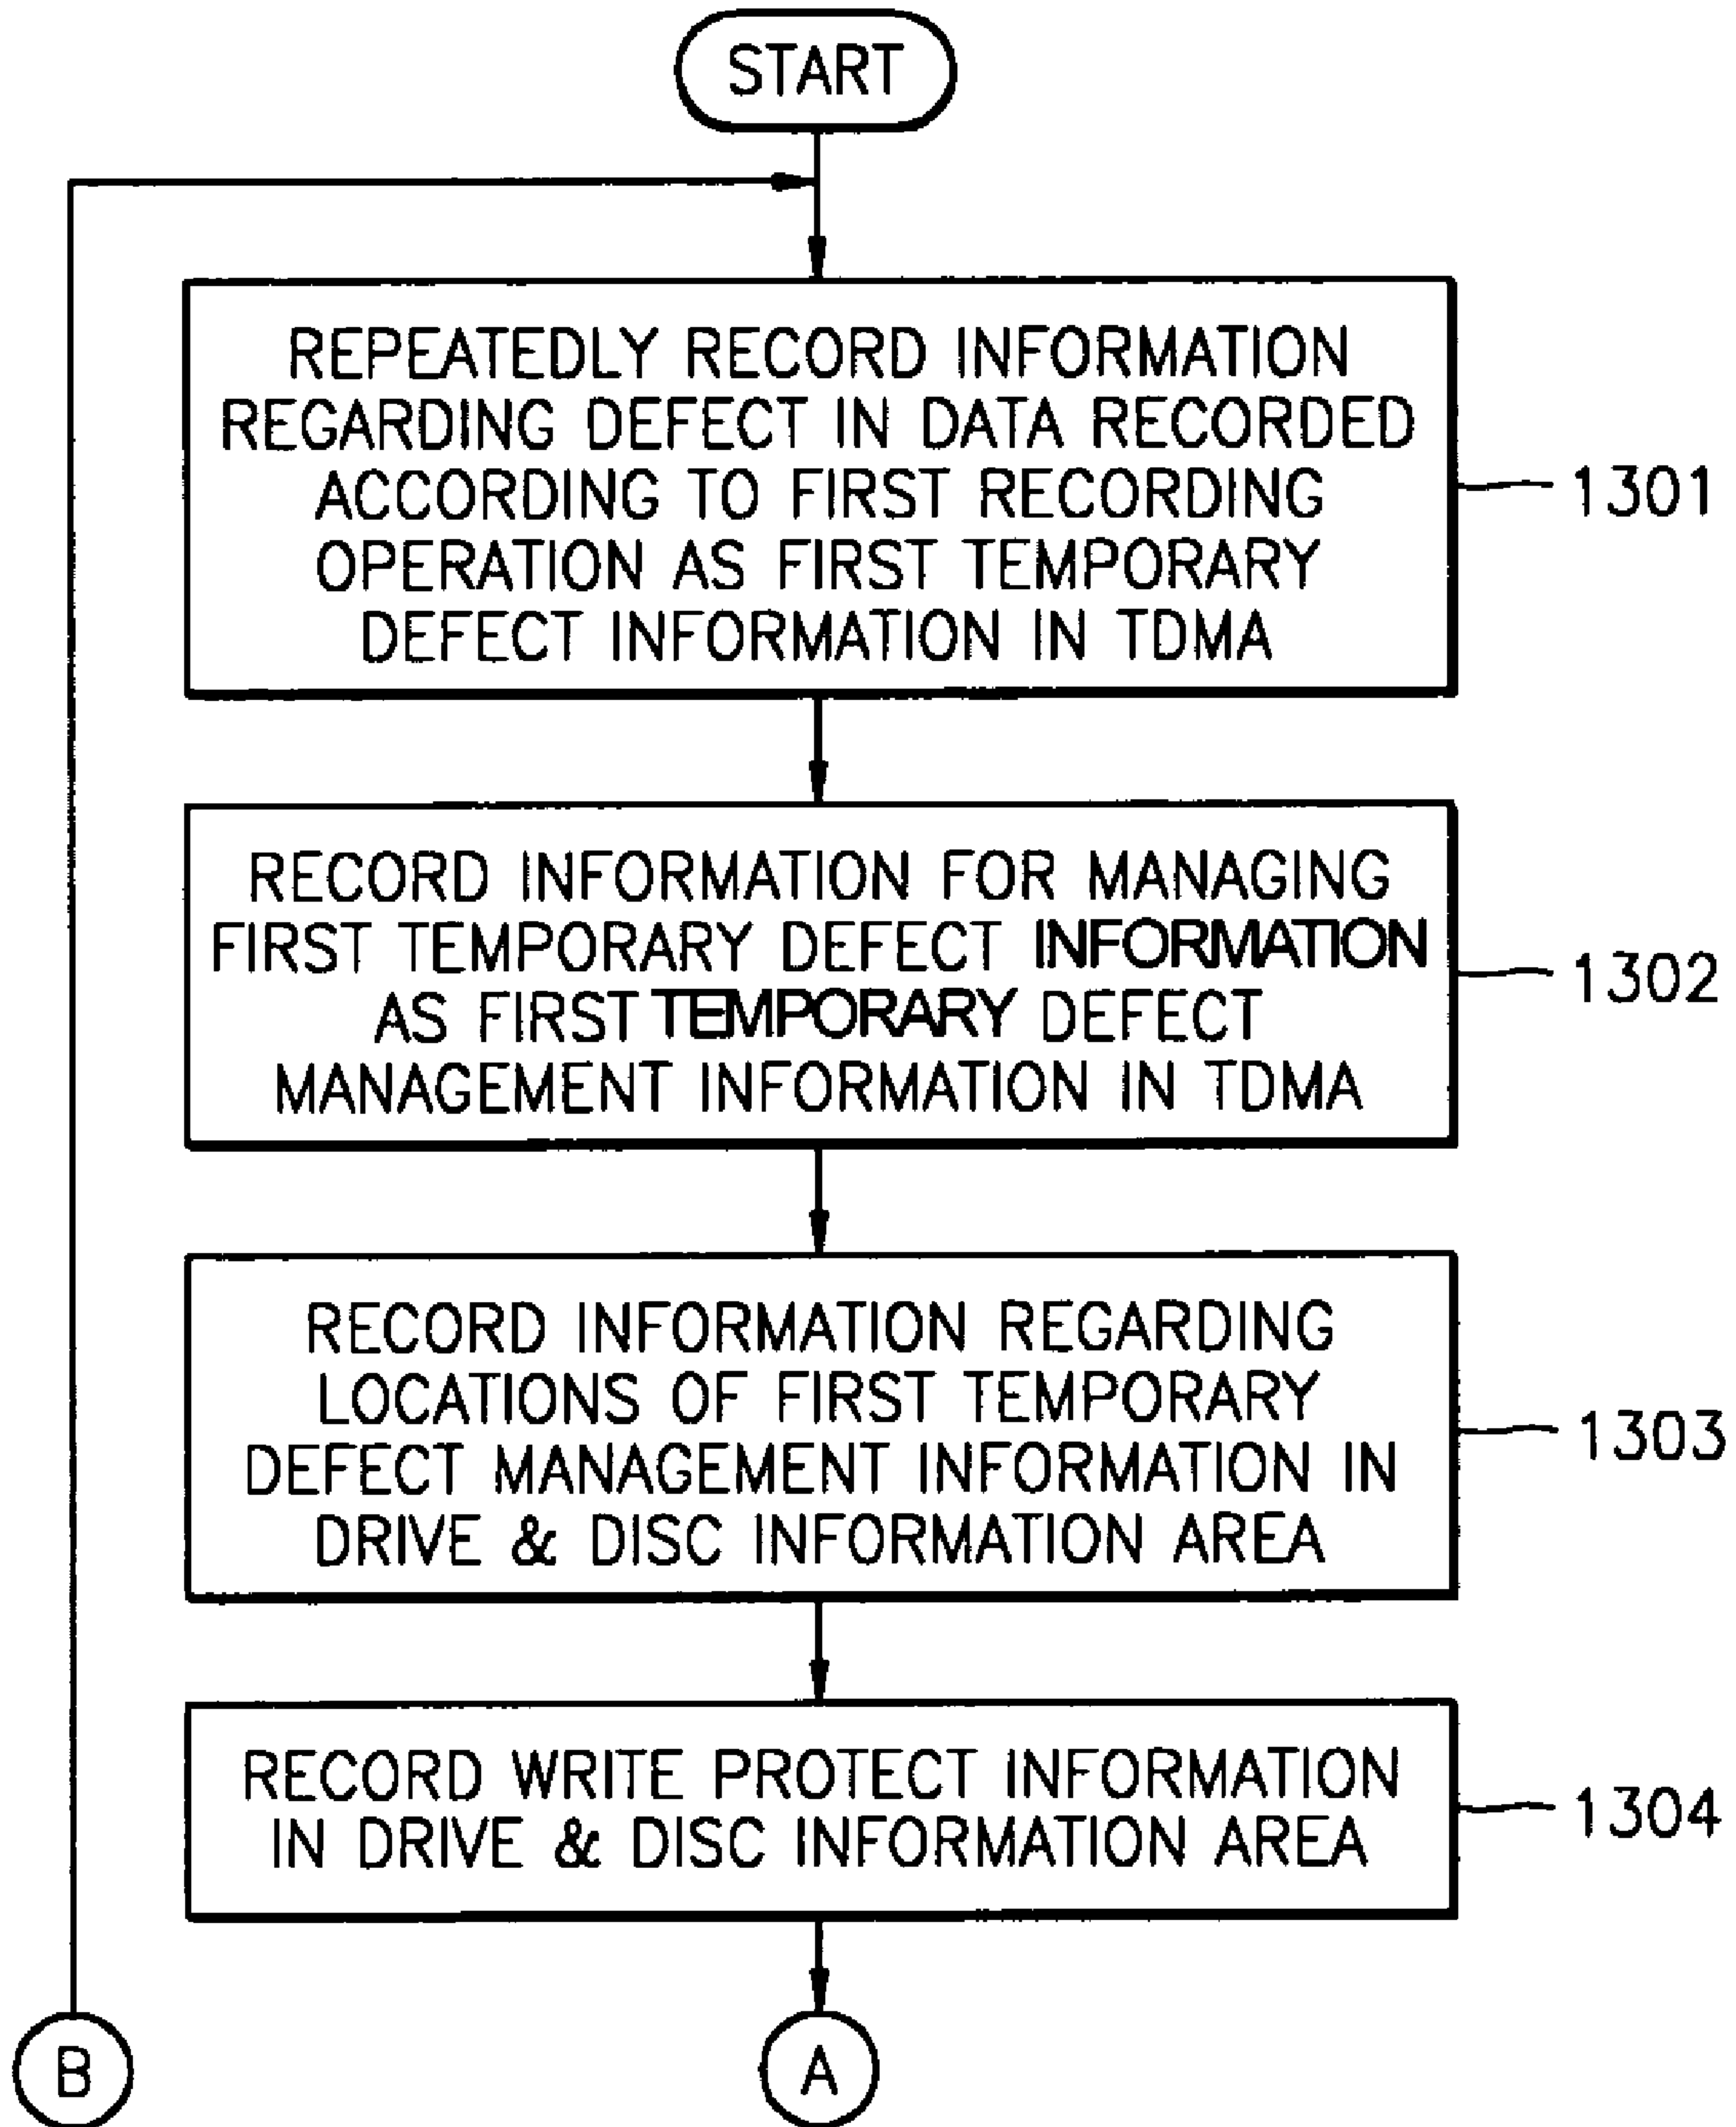 START
REPEATEDLY RECORD INFORMATION
REGARDING DEFECT IN DATA RECORDED
ACCORDING TO FIRST RECORDING
OPERATION AS FIRST TEMPORARY
DEFECT INFORMATION IN TDMA
1301
RECORD INFORMATION FOR MANAGING
FIRST TEMPORARY DEFECT INFORMATION
AS FIRST TEMPORARY DEFECT
MANAGEMENT INFORMATION IN TDMA
1302
RECORD INFORMATION REGARDING
LOCATIONS OF FIRST TEMPORARY
DEFECT MANAGEMENT INFORMATION IN
DRIVE & DISC INFORMATION AREA
1303
RECORD WRITE PROTECT INFORMATION
IN DRIVE & DISC INFORMATION AREA
1304
B
A